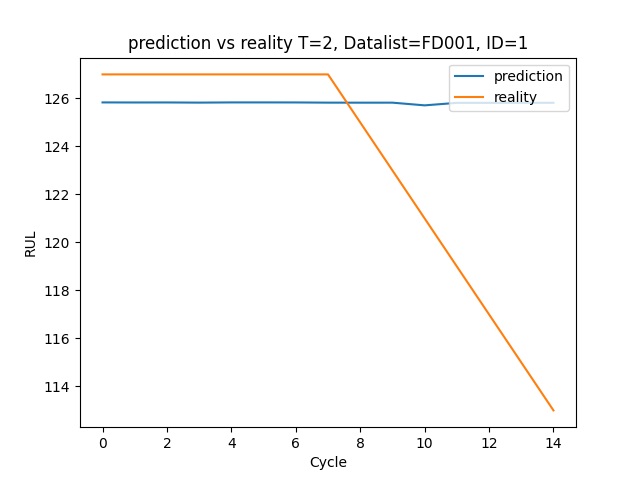 prediction vs reality T=2, Datalist=FD001, ID=1
prediction
reality
126
124
122
120
118
116
114
RUL
0 2 4 6 8 10 12 14
Cycle